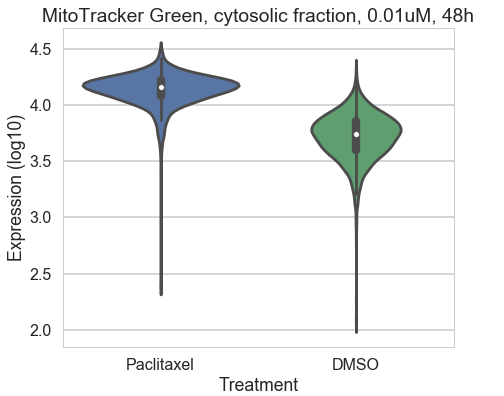 MitoTracker Green, cytosolic fraction, 0.01uM, 48h
Expression (log10)
4.5
4.0
3.5
3.0
2.5
2.0
Paclitaxel
DMSO
Treatment